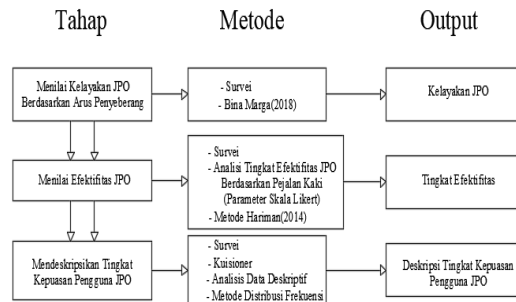 Tahap
Metode
Output
Menilai Kelayakan JPO
Berdasarkan Arus Penyeberang
- Survei
- Bina Marga(2018)
Kelayakan JPO
Menilai Efektifitas JPO
- Survei
- Analisi Tingkat Efektifitas JPO
Berdasarkan Pejalan Kaki
(Parameter Skala Likert)
- Metode Hariman(2014)
Tingkat Efektifitas
Mendeskripsikan Tingkat
Kepuasan Pengguna JPO
- Survei
- Kuisioner
- Analisis Data Deskriptif
- Metode Distribusi Frekuensi
Deskripsi Tingkat Kepuasan
Pengguna JPO